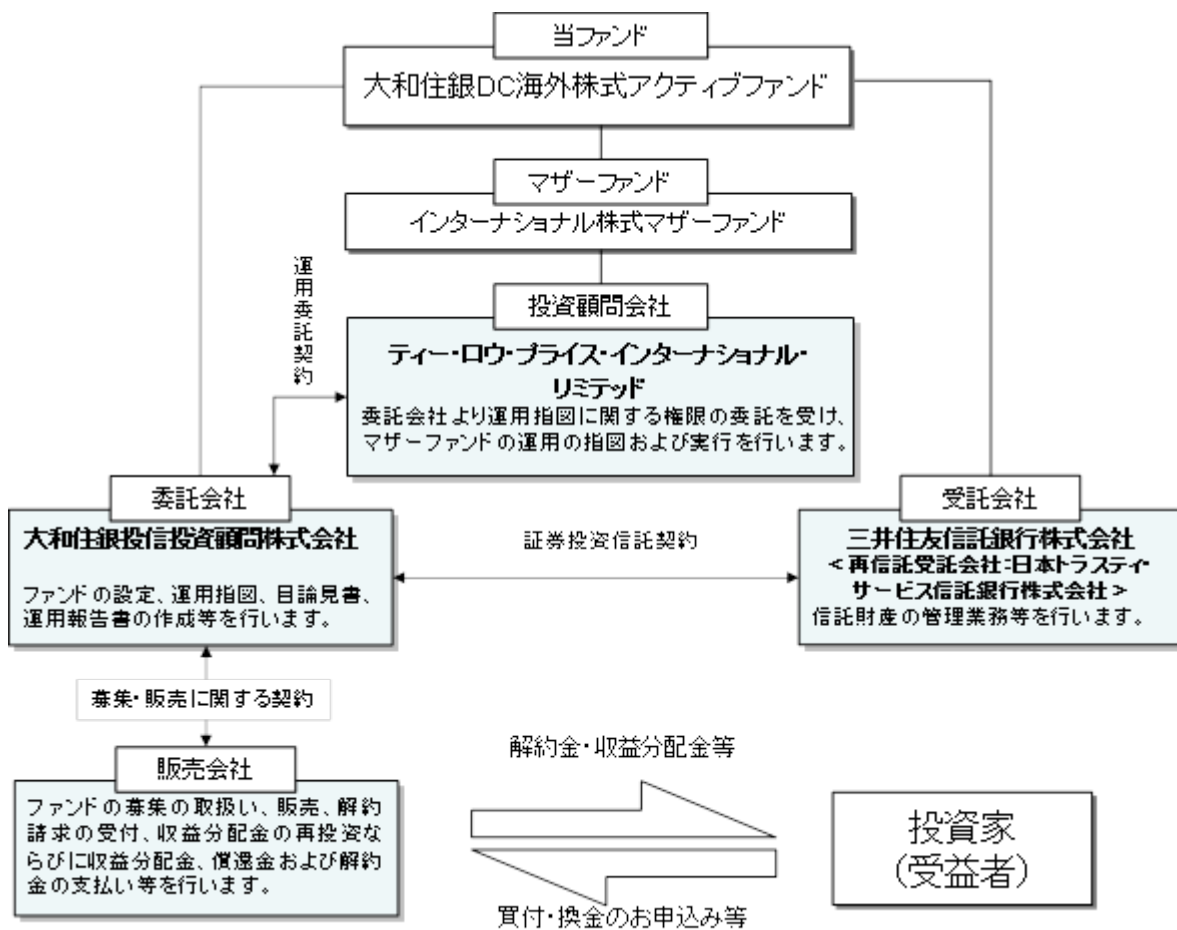 当ファンド
大和住銀DC海外株式アクティブファンド
マザーファンド
インターナショナル株式マザーファンド
運用委託契約
投資顧問会社
ティー・ロウ・プライス・インターナショナル・
リミテッド
委託会社より運用指図に関する権限の委託を受け、
マザーファンドの運用の指図および実行を行います。
委託会社
大和住銀投信投資顧問株式会社
ファンドの設定、運用指図、目論見書、
運用報告書の作成等を行います。
証券投資信託契約
受託会社
三井住友信託銀行株式会社
<再信託受託会社:日本トラスティ・
サービス信託銀行株式会社>
信託財産の管理業務等を行います。
募集・販売に関する契約
販売会社
ファンドの募集の取扱い、販売、解約
請求の受付、収益分配金の再投資な
らびに収益分配金、償還金および解約
金の支払い等を行います。
解約金・収益分配金等
買付・換金のお申込み等
投資家
(受益者)